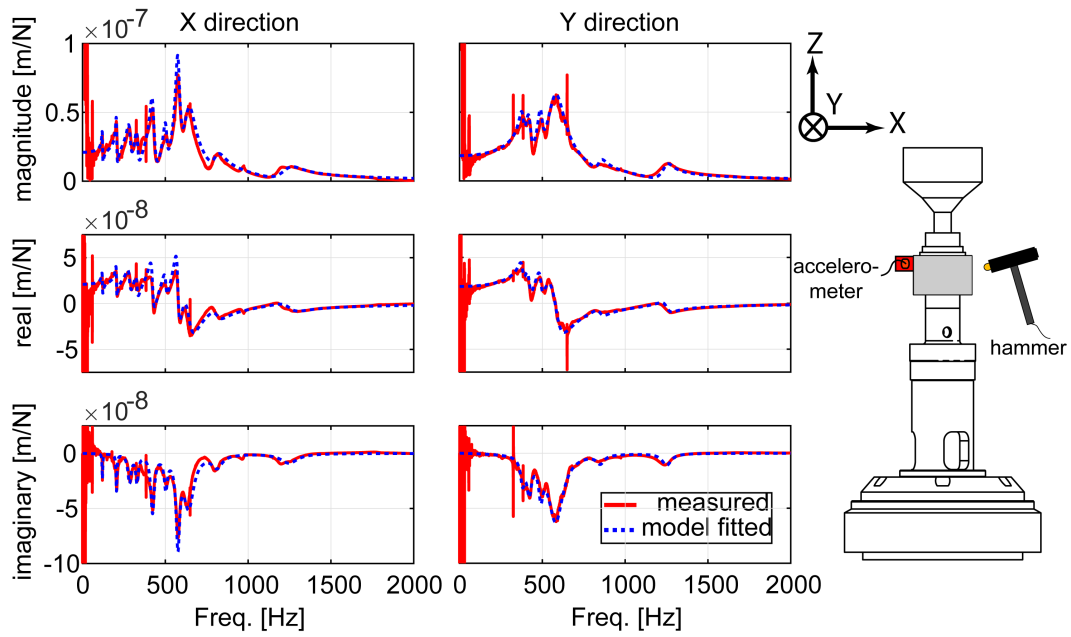 X direction
Y direction
magnitude [m/N]
×10⁻⁷
1
0.5
0
real [m/N]
×10⁻⁸
5
0
-5
imaginary [m/N]
×10⁻⁸
0
-5
-10
0 500 1000 1500 2000
Freq. [Hz]
0 500 1000 1500 2000
Freq. [Hz]
measured
model fitted
Z
Y
X
accelero-
meter
hammer